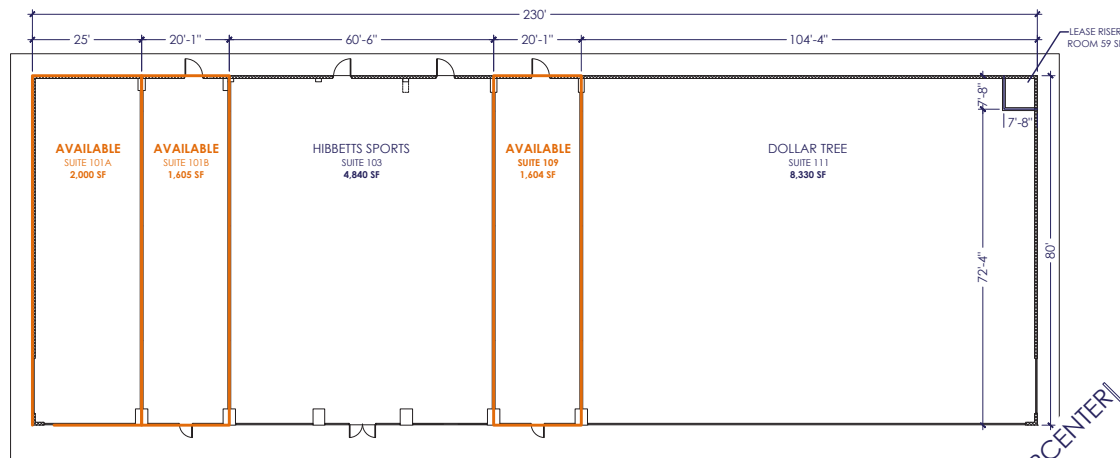 230'
25'
20'-1"
60'-6"
20'-1"
104'-4"
LEASE RISER
ROOM 59 S
7'-8"
7'-8"
AVAILABLE
SUITE 101A
2,000 SF
AVAILABLE
SUITE 101B
1,605 SF
HIBBETTS SPORTS
SUITE 103
4,840 SF
AVAILABLE
SUITE 109
1,604 SF
DOLLAR TREE
SUITE 111
8,330 SF
72'-4"
80'
RCENTER